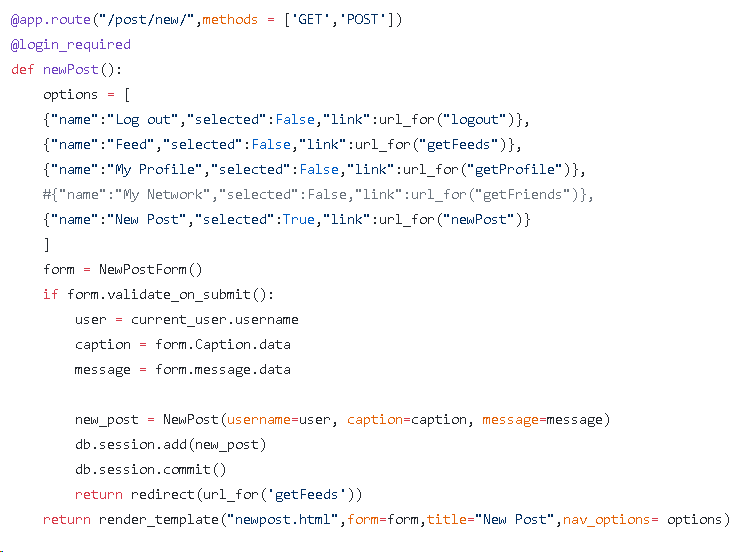 @app.route("/post/new/",methods = ['GET','POST'])
@login_required
def newPost():
    options = [
    {"name":"Log out","selected":False,"link":url_for("logout")},
    {"name":"Feed","selected":False,"link":url_for("getFeeds")},
    {"name":"My Profile","selected":False,"link":url_for("getProfile")},
    #{"name":"My Network","selected":False,"link":url_for("getFriends")},
    {"name":"New Post","selected":True,"link":url_for("newPost")}
    ]
    form = NewPostForm()
    if form.validate_on_submit():
        user = current_user.username
        caption = form.Caption.data
        message = form.message.data

        new_post = NewPost(username=user, caption=caption, message=message)
        db.session.add(new_post)
        db.session.commit()
        return redirect(url_for('getFeeds'))
    return render_template("newpost.html",form=form,title="New Post",nav_options= options)